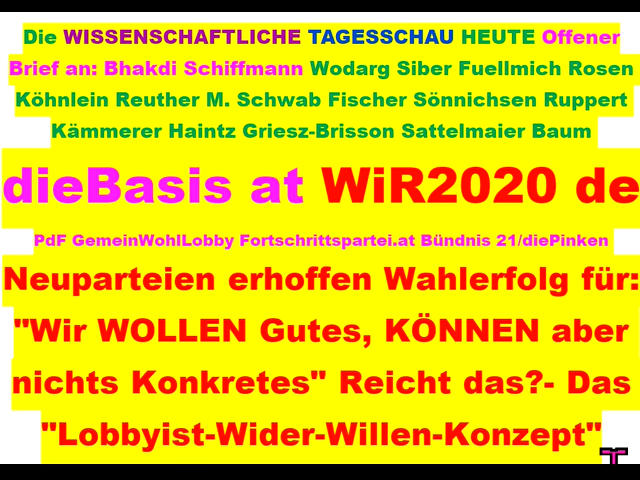 Die WISSENSCHAFTLICHE TAGESSCHAU HEUTE Offener
Brief an: Bhakdi Schiffmann Wodarg Siber Fuellmich Rosen
Köhnlein Reuther M. Schwab Fischer Sönnichsen Ruppert
Kämmerer Haintz Griesz-Brisson Sattelmaier Baum
dieBasis at WiR2020 de
PdF GemeinWohlLobby Fortschrittspartei.at Bündnis 21/diePinken
Neuparteien erhoffen Wahlerfolg für:
"Wir WOLLEN Gutes, KÖNNEN aber
nichts Konkretes" Reicht das?- Das
"Lobbyist-Wider-Willen-Konzept"